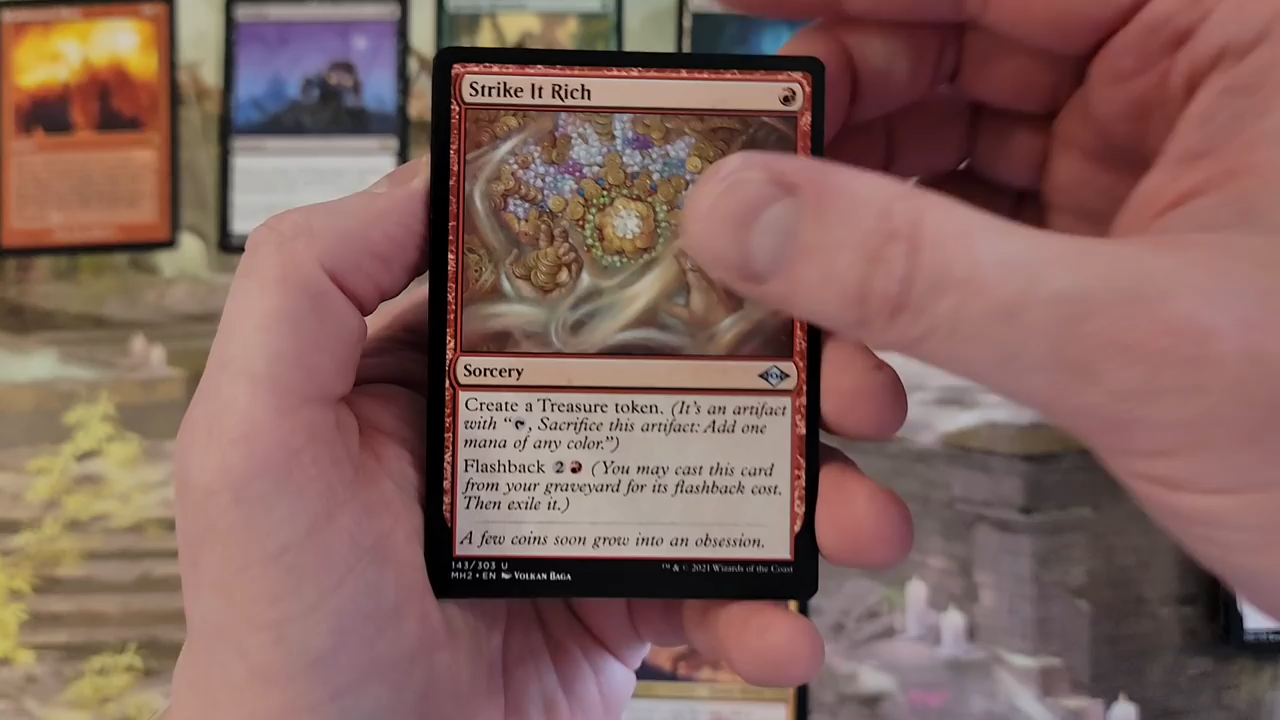 Strike It Rich
Sorcery
Create a Treasure token. (It's an artifact
with “, Sacrifice this artifact: Add one
mana of any color.”)
Flashback 2 (You may cast this card
from your graveyard for its flashback cost.
Then exile it.)
A few coins soon grow into an obsession.
143/303 U
MH2 • EN Volkan Baga
™ & © 2021 Wizards of the Coast